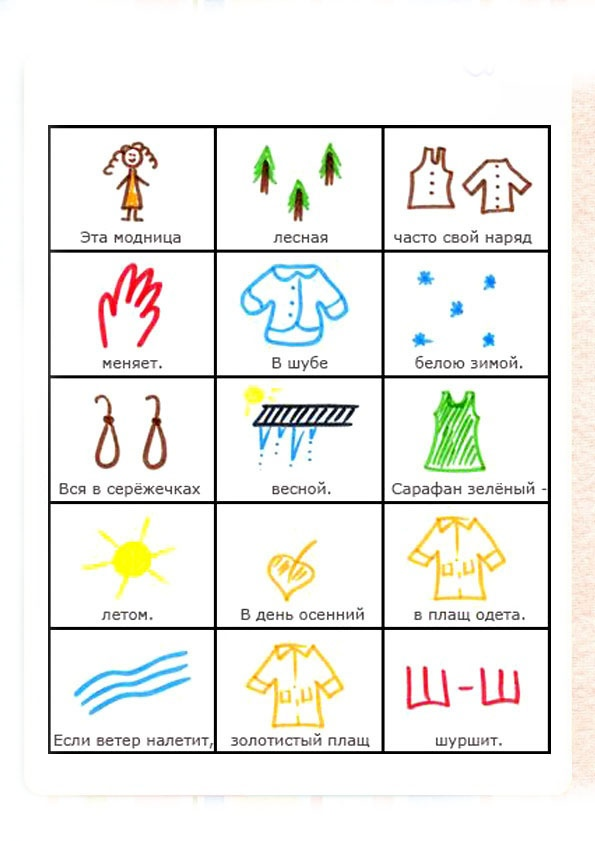 Эта модница
лесная
часто свой наряд
меняет.
В шубе
белою зимой.
Вся в серёжечках
весной.
Сарафан зелёный -
летом.
В день осенний
в плащ одета.
Если ветер налетит,
золотистый плащ
Ш-Ш
шуршит.